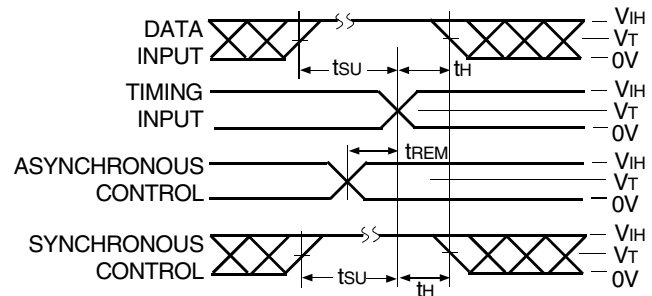 DATA
INPUT
VIH
VT
0V
tSU
tH
TIMING
INPUT
VIH
VT
0V
tREM
ASYNCHRONOUS
CONTROL
VIH
VT
0V
SYNCHRONOUS
CONTROL
VIH
VT
0V
tSU
tH